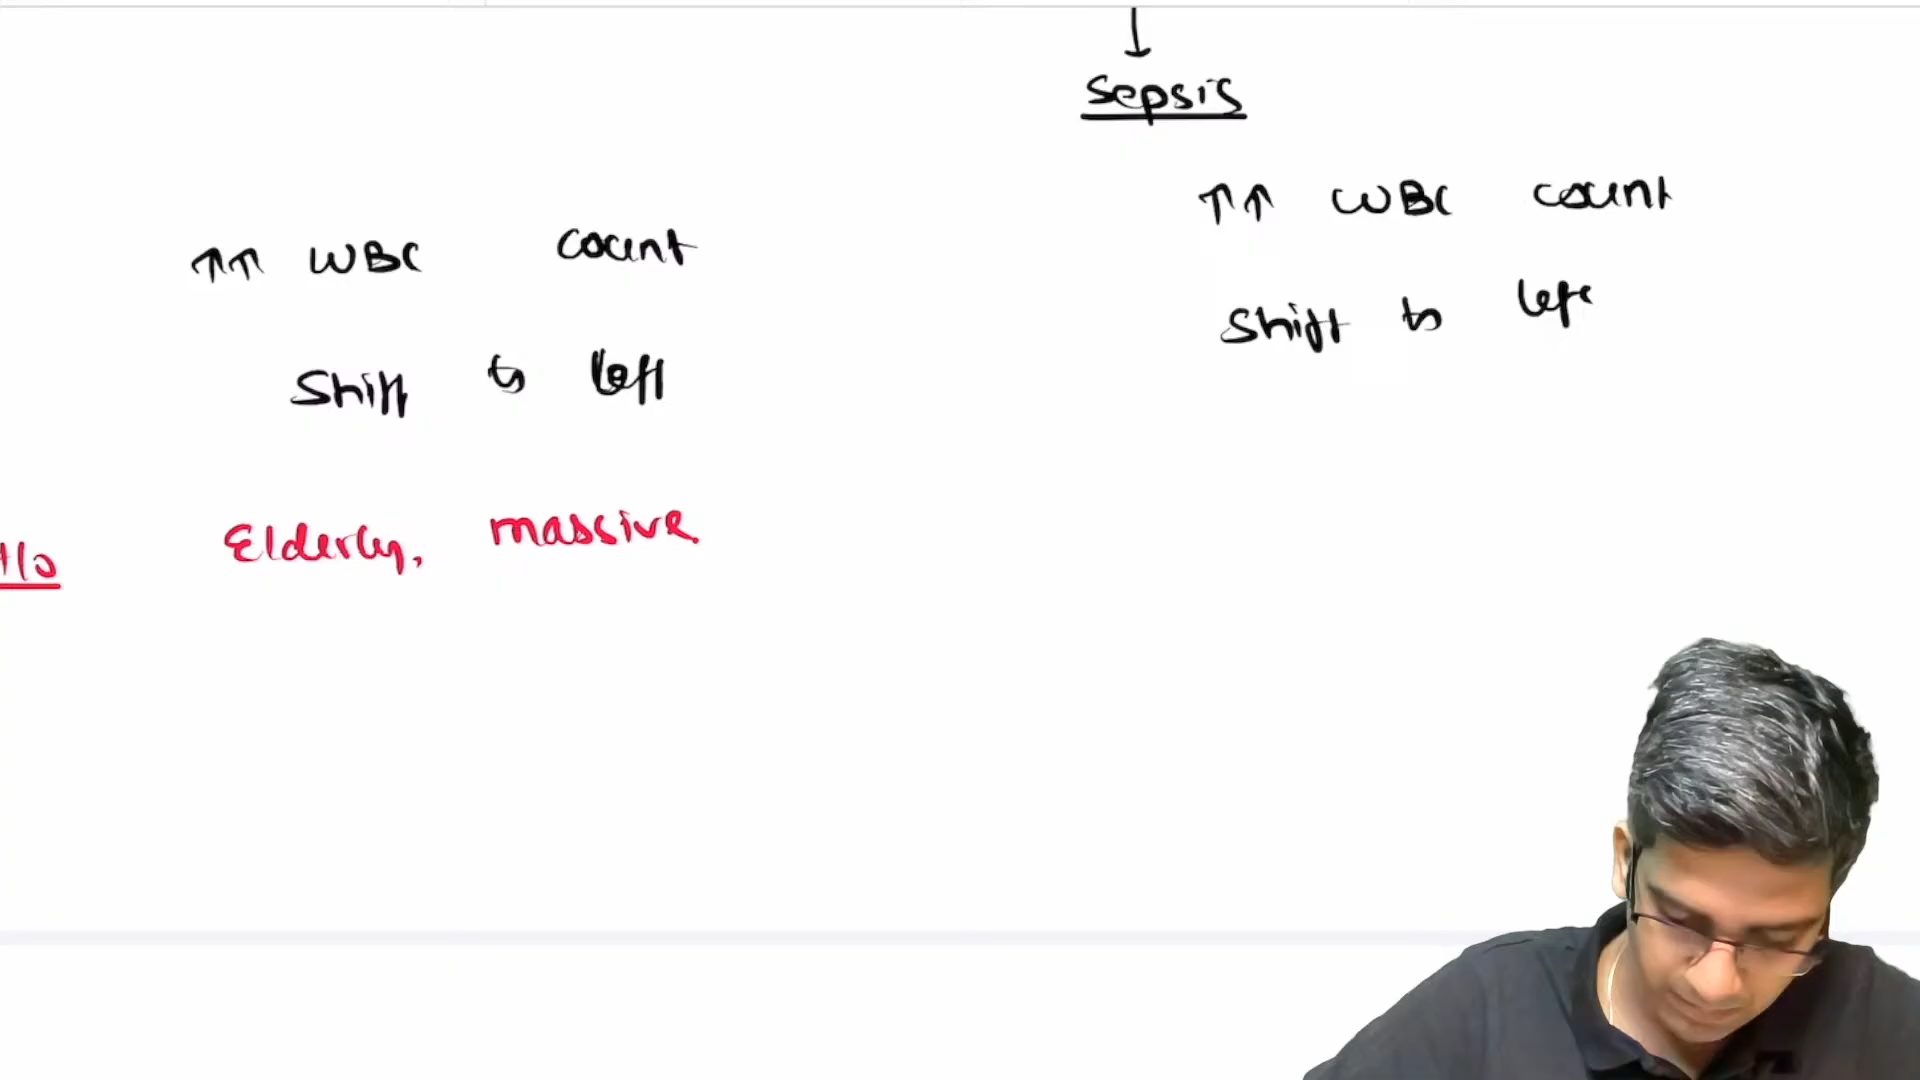 Sepsis
↑↑ WBC count
Shift to left
↑↑ WBC count
Shift to left
H/o Elderly, massive